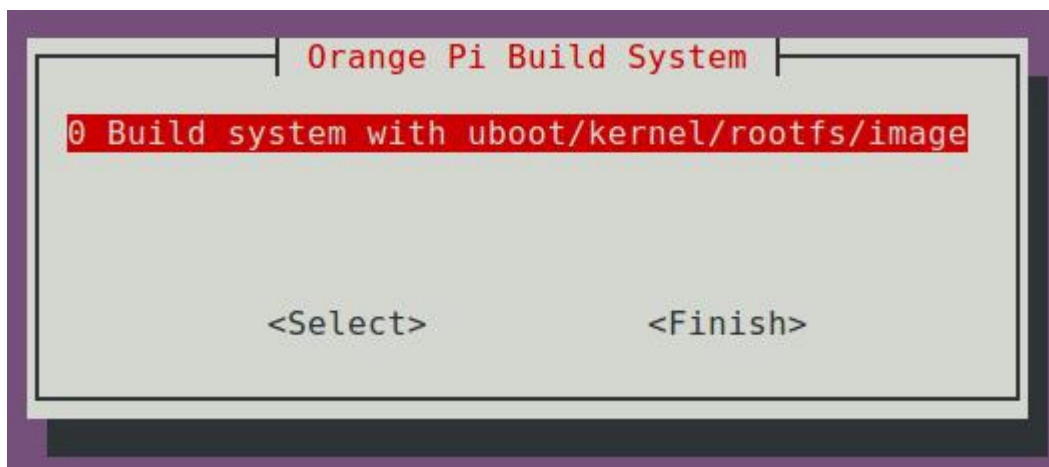 Orange Pi Build System
0 Build system with uboot/kernel/rootfs/image
<Select> <Finish>